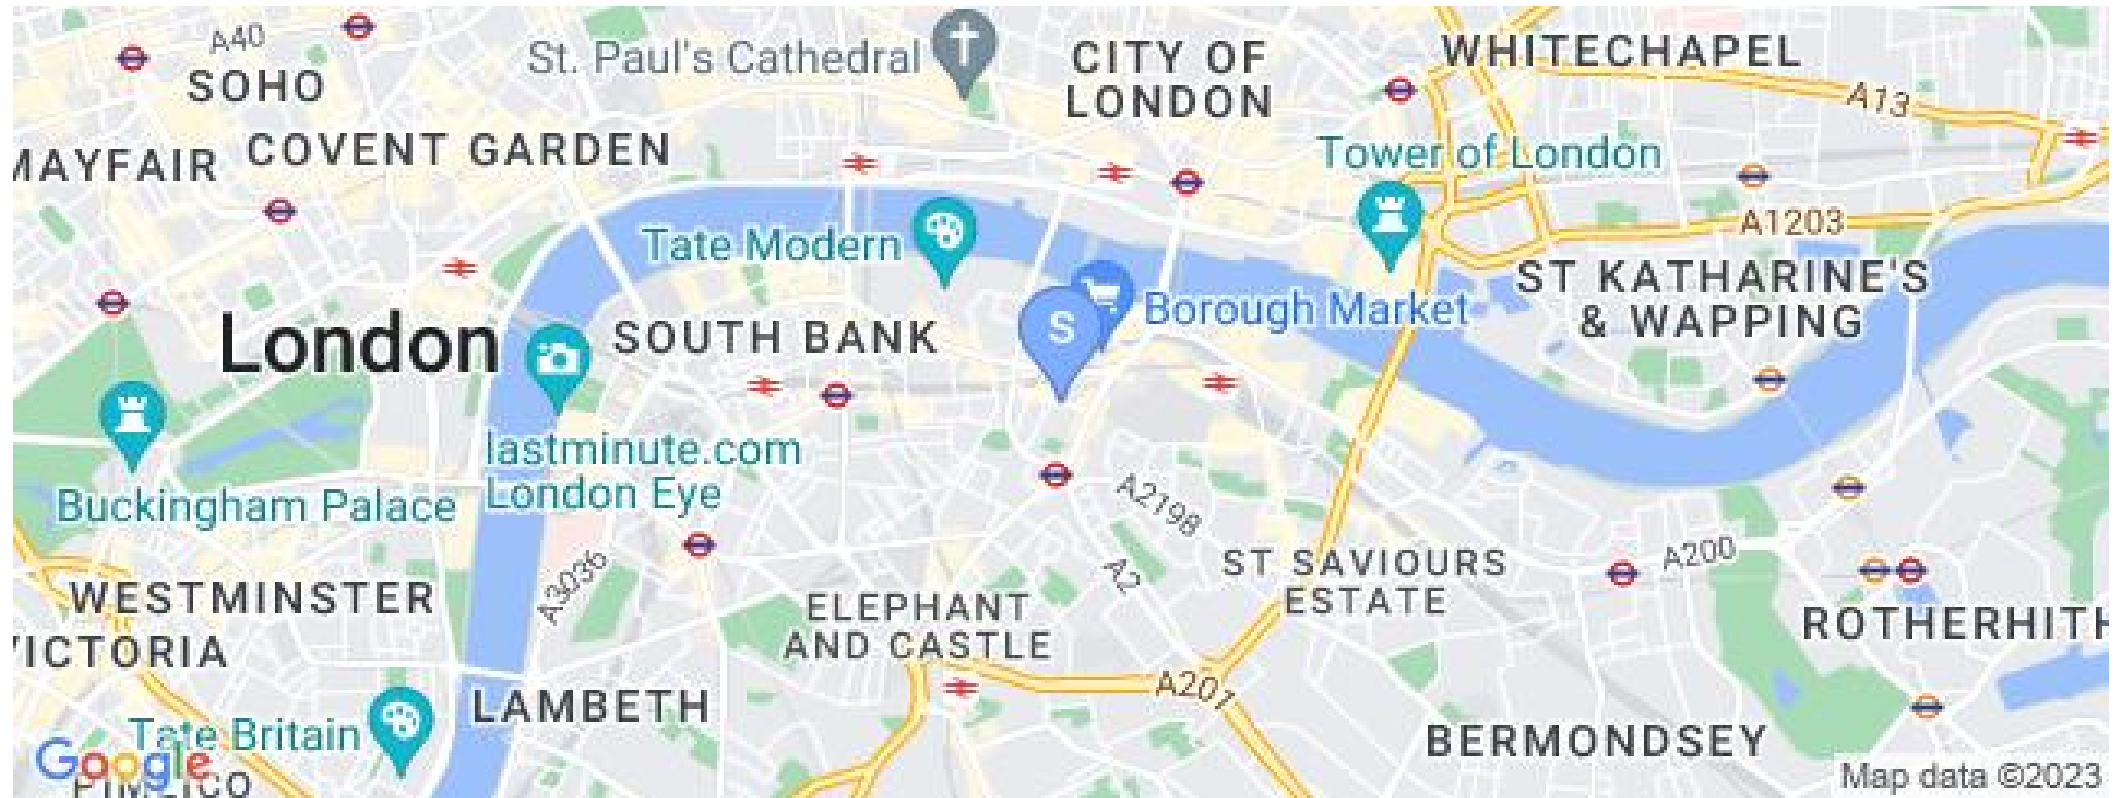 A40
SOHO
St. Paul's Cathedral
CITY OF
LONDON
WHITECHAPEL
A13
MAYFAIR
COVENT GARDEN
Tower of London
Tate Modern
A1203
ST KATHARINE'S
& WAPPING
London
SOUTH BANK
S
Borough Market
lastminute.com
London Eye
Buckingham Palace
A2198
A3036
A2
ST SAVIOURS
ESTATE
A200
WESTMINSTER
ELEPHANT
AND CASTLE
ROTHERHITH
VICTORIA
A201
LAMBETH
Tate Britain
BERMONDSEY
Google
PIMLICO
Map data ©2023